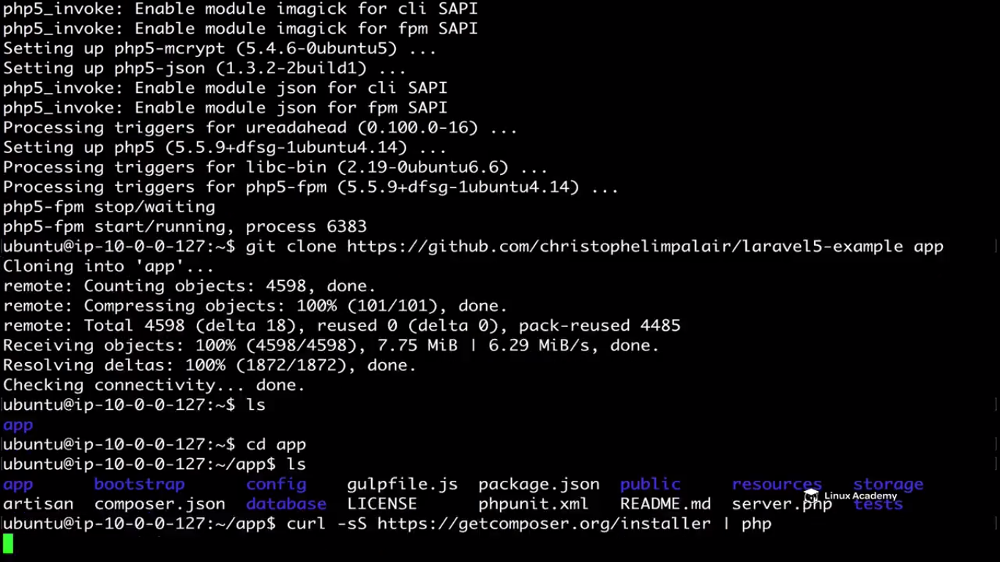 php5_invoke: Enable module imagick for cli SAPI
php5_invoke: Enable module imagick for fpm SAPI
Setting up php5-mcrypt (5.4.6-0ubuntu5) ...
Setting up php5-json (1.3.2-2build1) ...
php5_invoke: Enable module json for cli SAPI
php5_invoke: Enable module json for fpm SAPI
Processing triggers for ureadahead (0.100.0-16) ...
Setting up php5 (5.5.9+dfsg-1ubuntu4.14) ...
Processing triggers for libc-bin (2.19-0ubuntu6.6) ...
Processing triggers for php5-fpm (5.5.9+dfsg-1ubuntu4.14) ...
php5-fpm stop/waiting
php5-fpm start/running, process 6383
ubuntu@ip-10-0-0-127:~$ git clone https://github.com/christophelimpalair/laravel5-example app
Cloning into 'app'...
remote: Counting objects: 4598, done.
remote: Compressing objects: 100% (101/101), done.
remote: Total 4598 (delta 18), reused 0 (delta 0), pack-reused 4485
Receiving objects: 100% (4598/4598), 7.75 MiB | 6.29 MiB/s, done.
Resolving deltas: 100% (1872/1872), done.
Checking connectivity... done.
ubuntu@ip-10-0-0-127:~$ ls
app
ubuntu@ip-10-0-0-127:~$ cd app
ubuntu@ip-10-0-0-127:~/app$ ls
app bootstrap config gulpfile.js package.json public resources storage
artisan composer.json database LICENSE phpunit.xml README.md server.php tests
Linux Academy
ubuntu@ip-10-0-0-127:~/app$ curl -sS https://getcomposer.org/installer | php